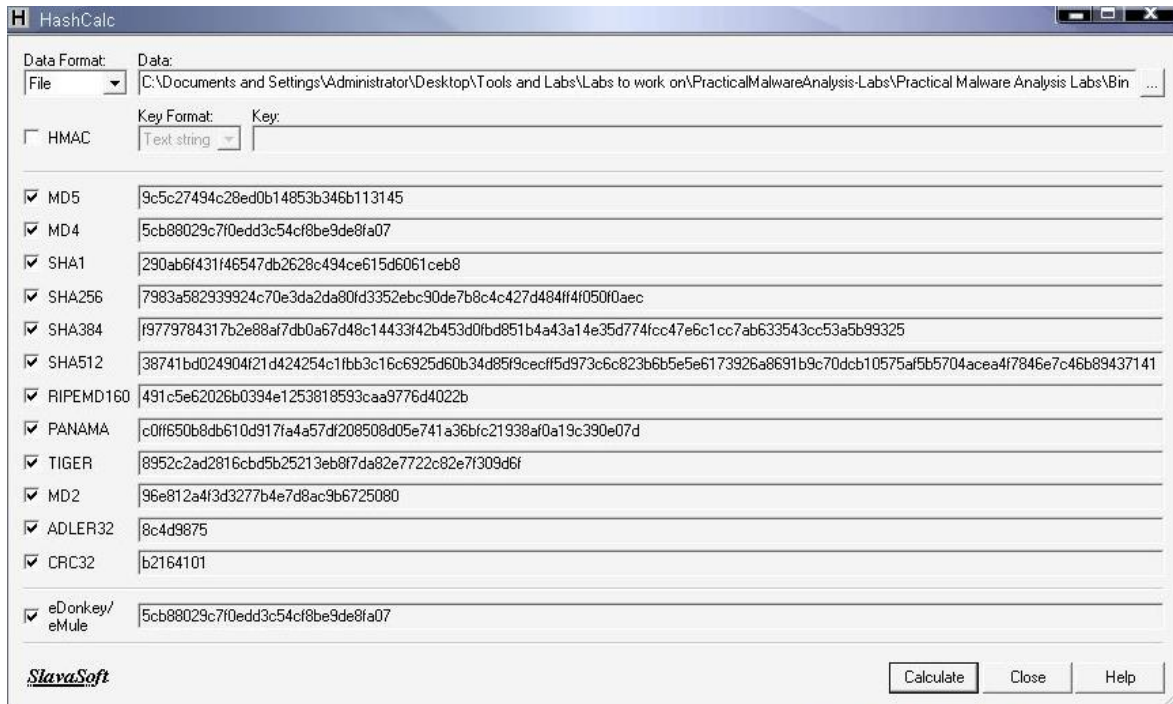 H HashCalc
Data Format: Data:
File C:\Documents and Settings\Administrator\Desktop\Tools and Labs\Labs to work on\PracticalMalwareAnalysis-Labs\Practical Malware Analysis Labs\Bin ...
Key Format: Key:
HMAC Text string
MD5 9c5c27494c28ed0b14853b346b113145
MD4 5cb88029c7f0edd3c54cf8be9de8fa07
SHA1 290ab6f431f46547db2628c494ce615d6061ceb8
SHA256 7983a582939924c70e3da2da80fd3352ebc90de7b8c4c427d484ff4f050f0aec
SHA384 f9779784317b2e88af7db0a67d48c14433f42b453d0fbd851b4a43a14e35d774fcc47e6c1cc7ab633543cc53a5b99325
SHA512 38741bd024904f21d424254c1fbb3c16c6925d60b34d85f9cecff5d973c6c823b6b5e5e6173926a8691b9c70dcb10575af5b5704acea4f7846e7c46b89437141
RIPEMD160 491c5e62026b0394e1253818593caa9776d4022b
PANAMA c0ff650b8db610d917fa4a57df208508d05e741a36bfc21938af0a19c390e07d
TIGER 8952c2ad2816cbd5b25213eb8f7da82e7722c82e7f309d6f
MD2 96e812a4f3d3277b4e7d8ac9b6725080
ADLER32 8c4d9875
CRC32 b2164101
eDonkey/
eMule 5cb88029c7f0edd3c54cf8be9de8fa07
SlavaSoft Calculate Close Help